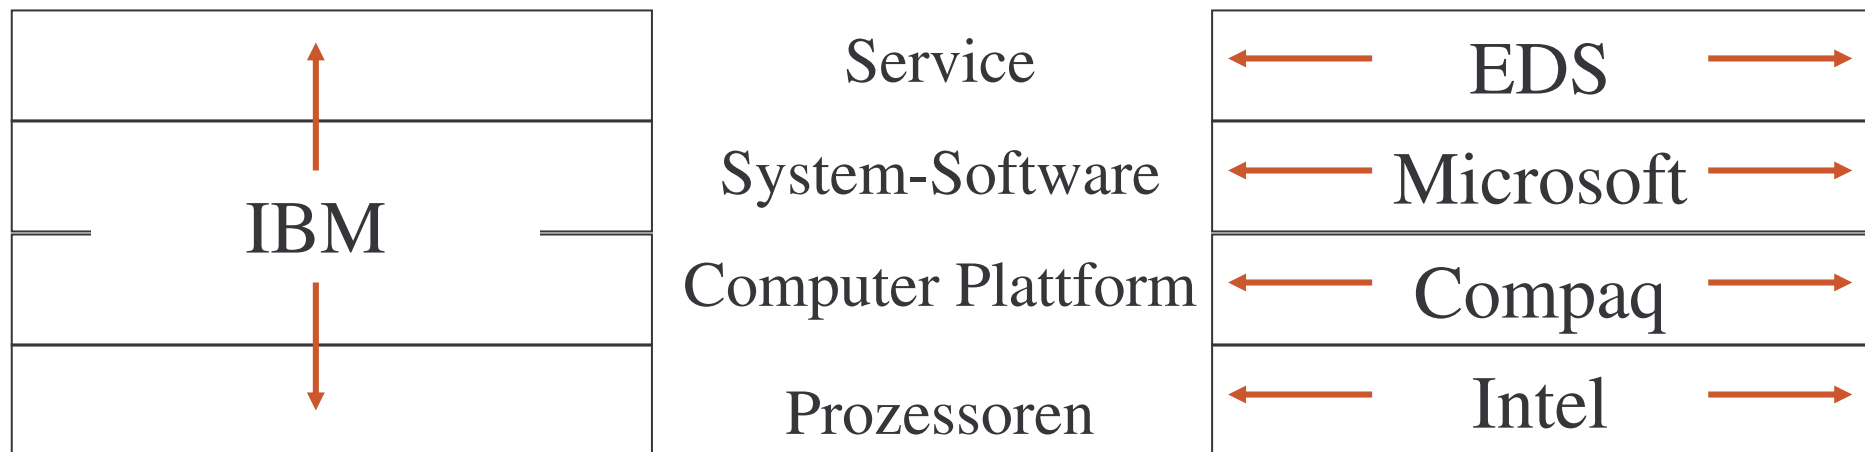 Service
EDS
System-Software
Microsoft
IBM
Computer Plattform
Compaq
Prozessoren
Intel